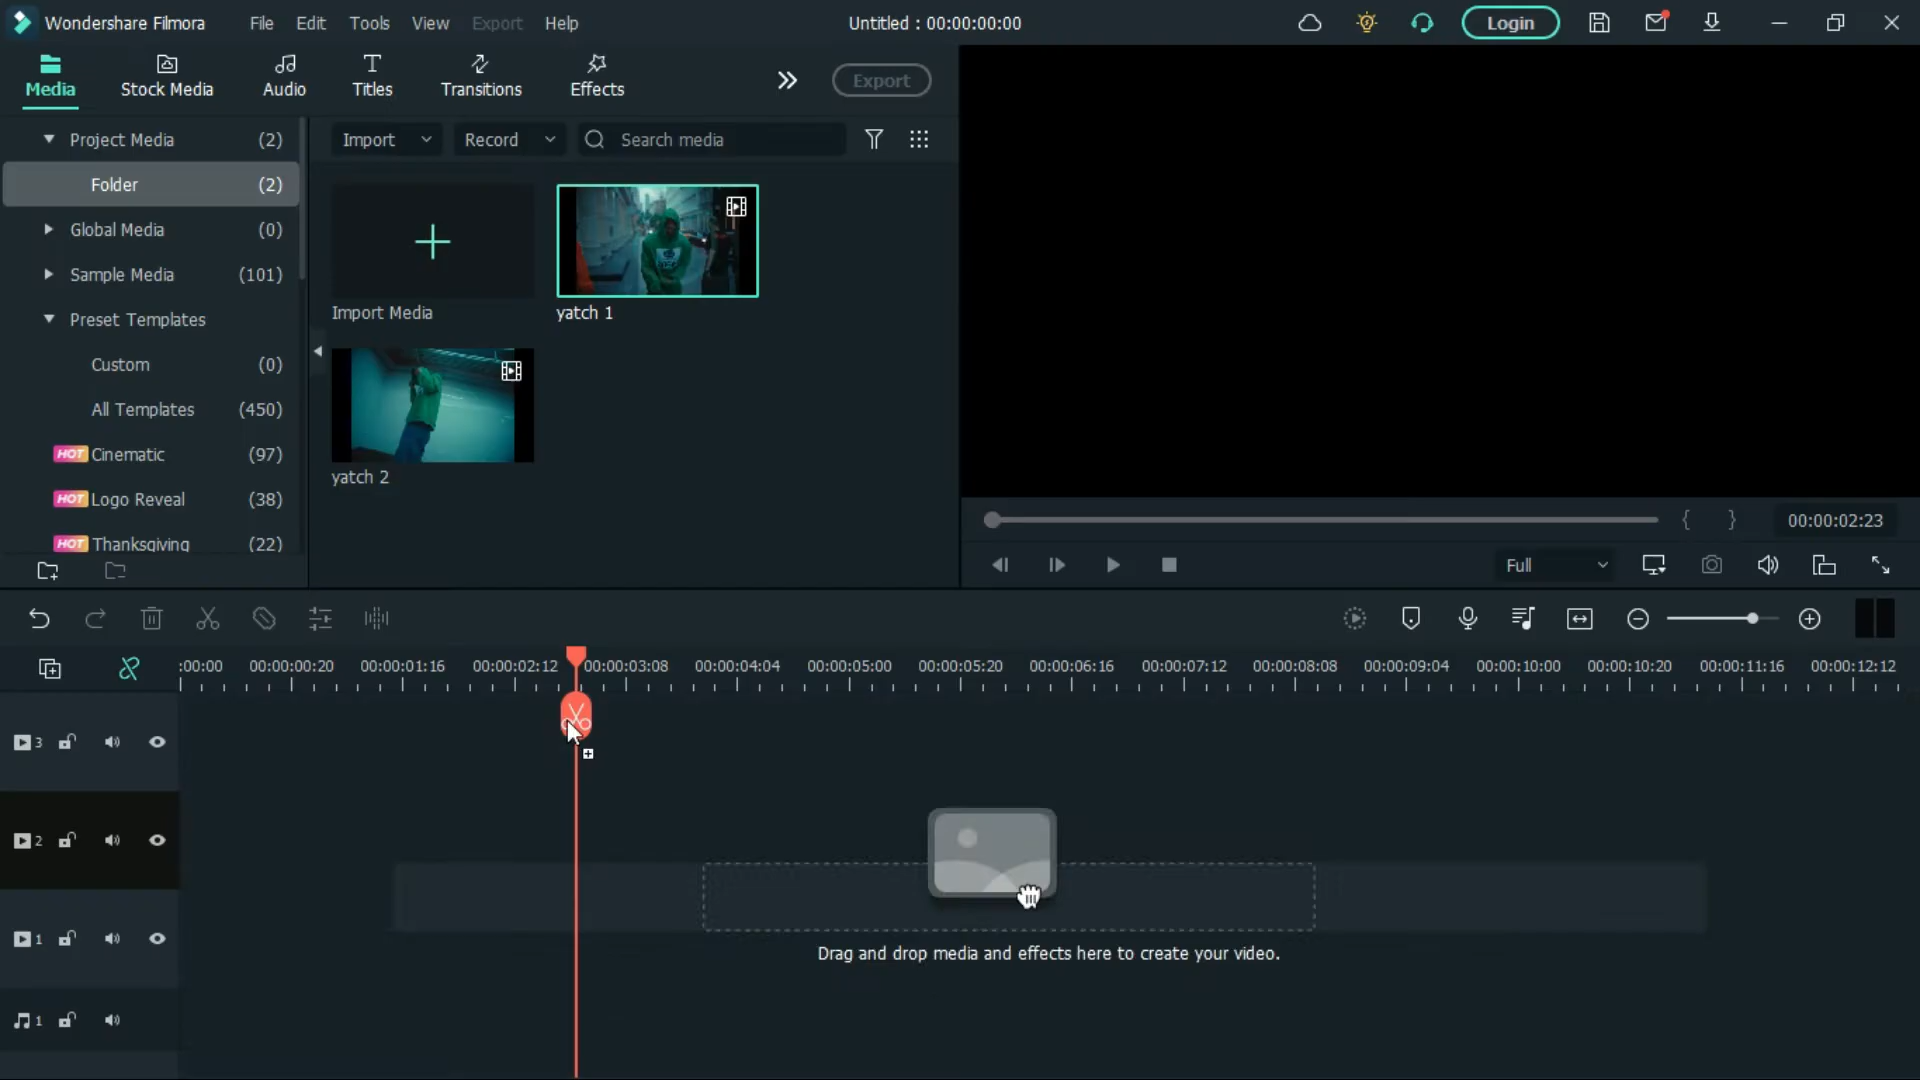 Wondershare Filmora
File Edit Tools View Export Help
Untitled : 00:00:00:00
Login
Media
Stock Media
Audio
Titles
Transitions
Effects
Export
Project Media (2)
Folder (2)
Global Media (0)
Sample Media (101)
Preset Templates
Custom (0)
All Templates (450)
HOT Cinematic (97)
HOT Logo Reveal (38)
HOT Thanksgiving (22)
Import
Record
Search media
Import Media
yatch 1
yatch 2
{ } 00:00:02:23
Full
:00:00 00:00:00:20 00:00:01:16 00:00:02:12 00:00:03:08 00:00:04:04 00:00:05:00 00:00:05:20 00:00:06:16 00:00:07:12 00:00:08:08 00:00:09:04 00:00:10:00 00:00:10:20 00:00:11:16 00:00:12:12
3
2
1
Drag and drop media and effects here to create your video.
1